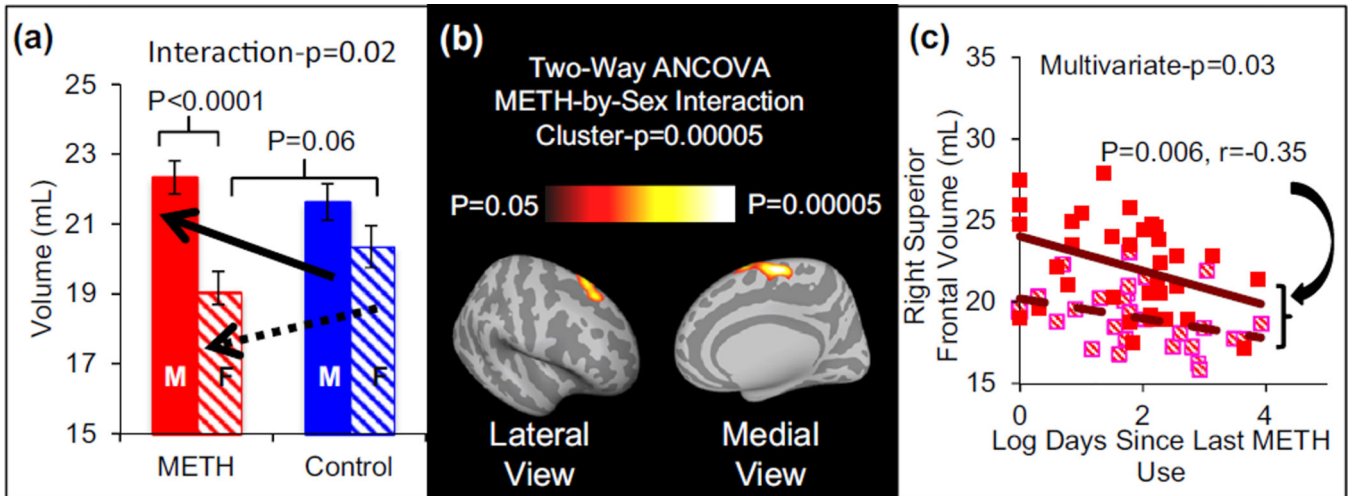 (a)
Interaction-p=0.02
25
P<0.0001
23
P=0.06
21
19
17
15
Volume (mL)
M
F
M
F
METH
Control
(b)
Two-Way ANCOVA
METH-by-Sex Interaction
Cluster-p=0.00005
P=0.05
P=0.00005
Lateral
View
Medial
View
(c)
35
Multivariate-p=0.03
30
P=0.006, r=-0.35
25
20
15
Right Superior
Frontal Volume (mL)
0
2
4
Log Days Since Last METH
Use